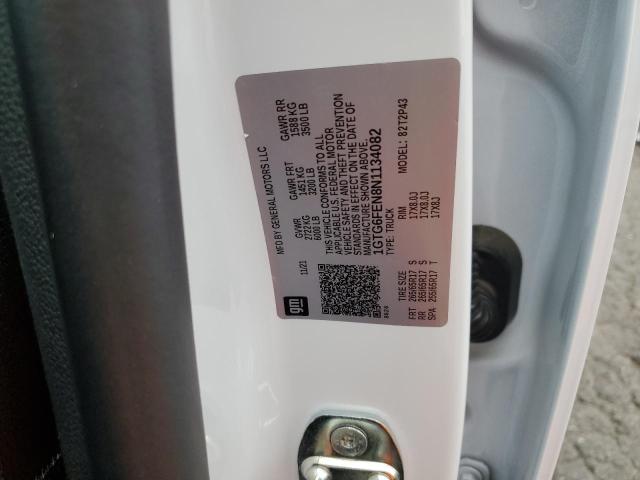 MFD BY GENERAL MOTORS LLC
11/21
GVWR GAWR FRT GAWR RR
2722 KG 1451 KG 1588 KG
6000 LB 3200 LB 3500 LB
THIS VEHICLE CONFORMS TO ALL
APPLICABLE U.S. FEDERAL MOTOR
VEHICLE SAFETY AND THEFT PREVENTION
STANDARDS IN EFFECT ON THE DATE OF
MANUFACTURE SHOWN ABOVE.
1GTG6FEN8N1134082
TYPE: TRUCK MODEL: 82T2P43
gm
TIRE SIZE RIM
FRT 265/65R17 S 17X8.0J
RR 265/65R17 S 17X8.0J
SPA 255/65R17 T 17X8J